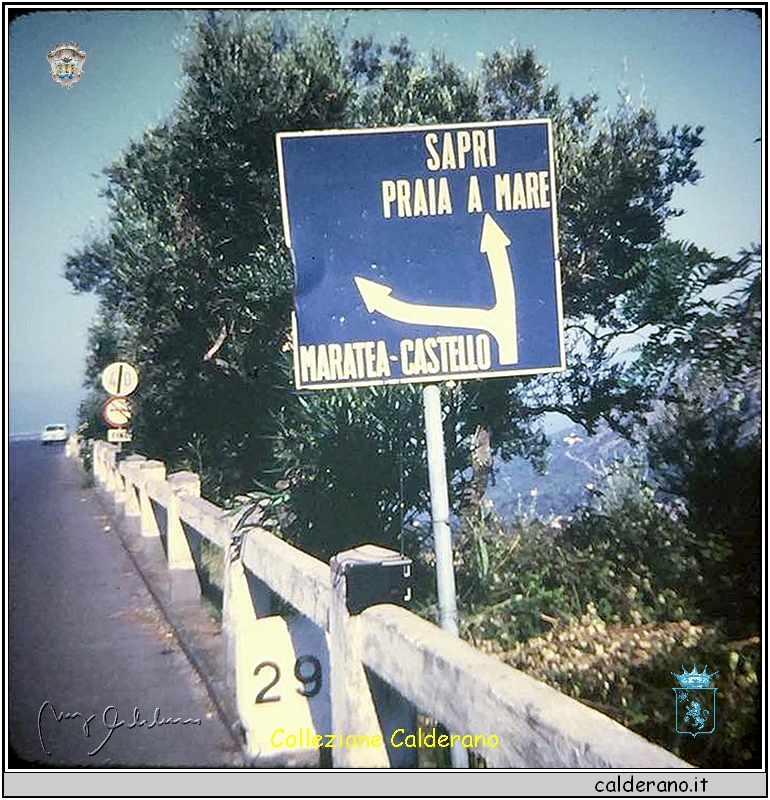 SAPRI
PRAIA A MARE
MARATEA-CASTELLO
29
Collezione Calderano
calderano.it